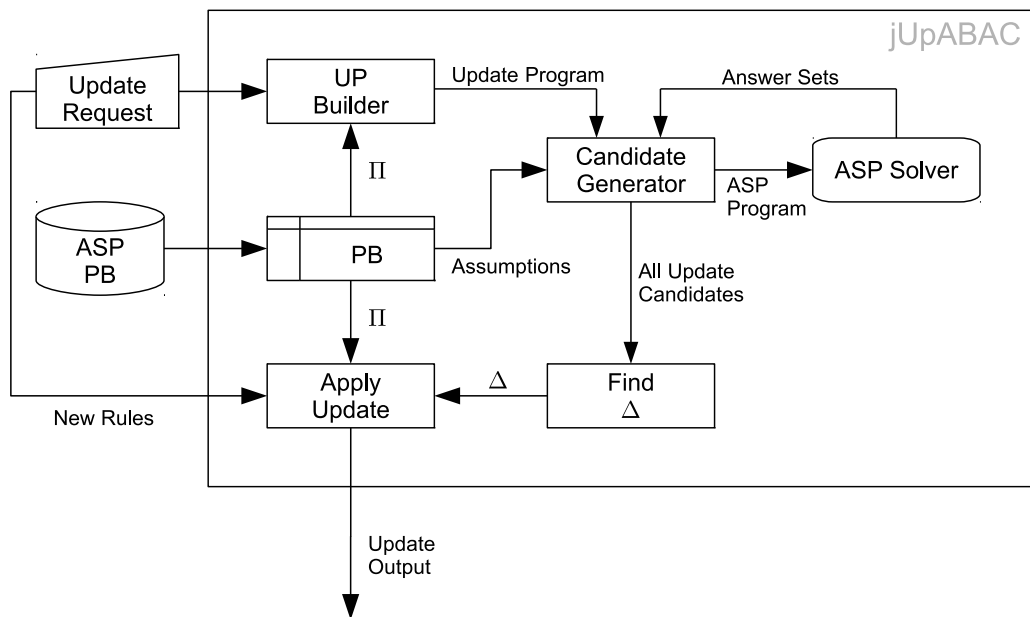 jUpABAC
Update
Request
UP
Builder
Update Program
Answer Sets
Candidate
Generator
ASP Solver
ASP
Program
Π
ASP
PB
PB
Assumptions
All Update
Candidates
Π
Apply
Update
Δ
Find
Δ
New Rules
Update
Output